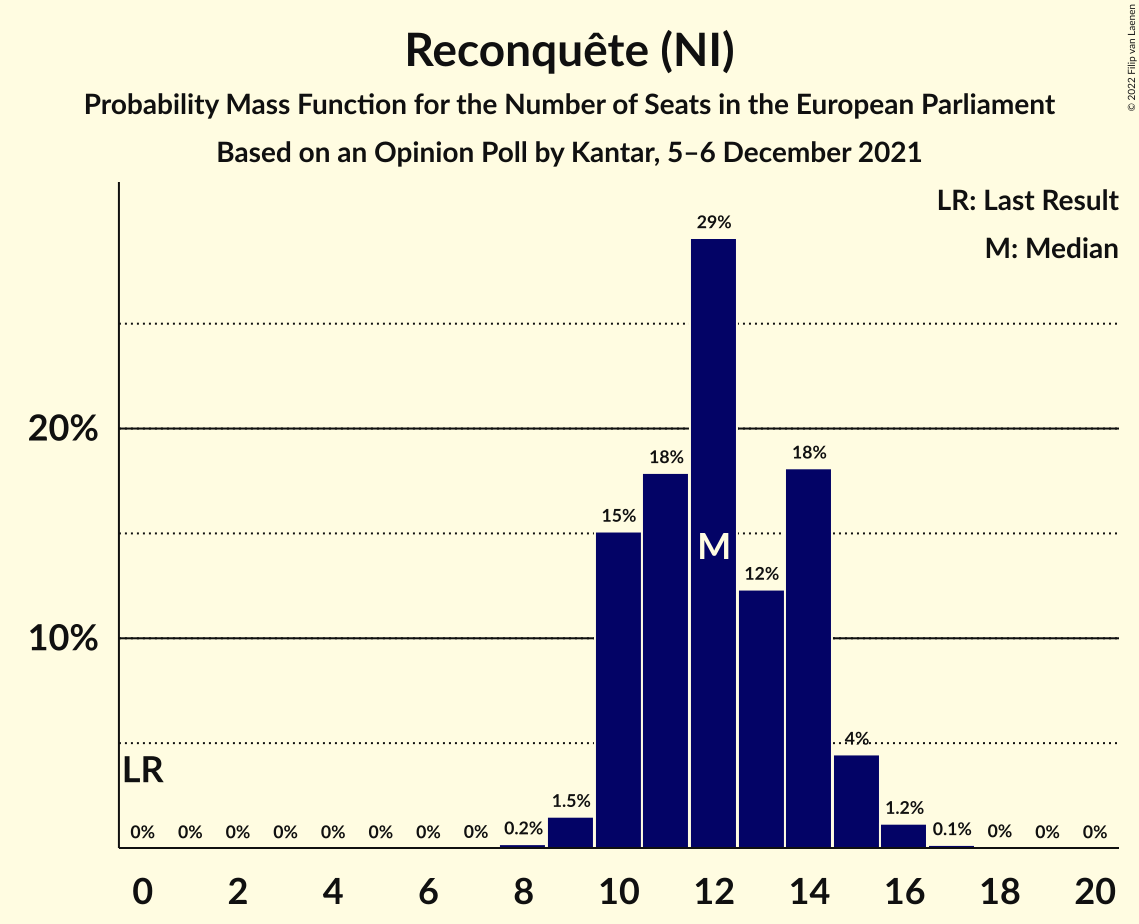 Reconquête (NI)
Probability Mass Function for the Number of Seats in the European Parliament
Based on an Opinion Poll by Kantar, 5–6 December 2021
© 2022 Filip van Laenen
LR: Last Result
M: Median
20%
10%
LR
M
0%
0%
0%
0%
0%
0%
0%
0%
0.2%
1.5%
15%
18%
29%
12%
18%
4%
1.2%
0.1%
0%
0%
0%
0 2 4 6 8 10 12 14 16 18 20